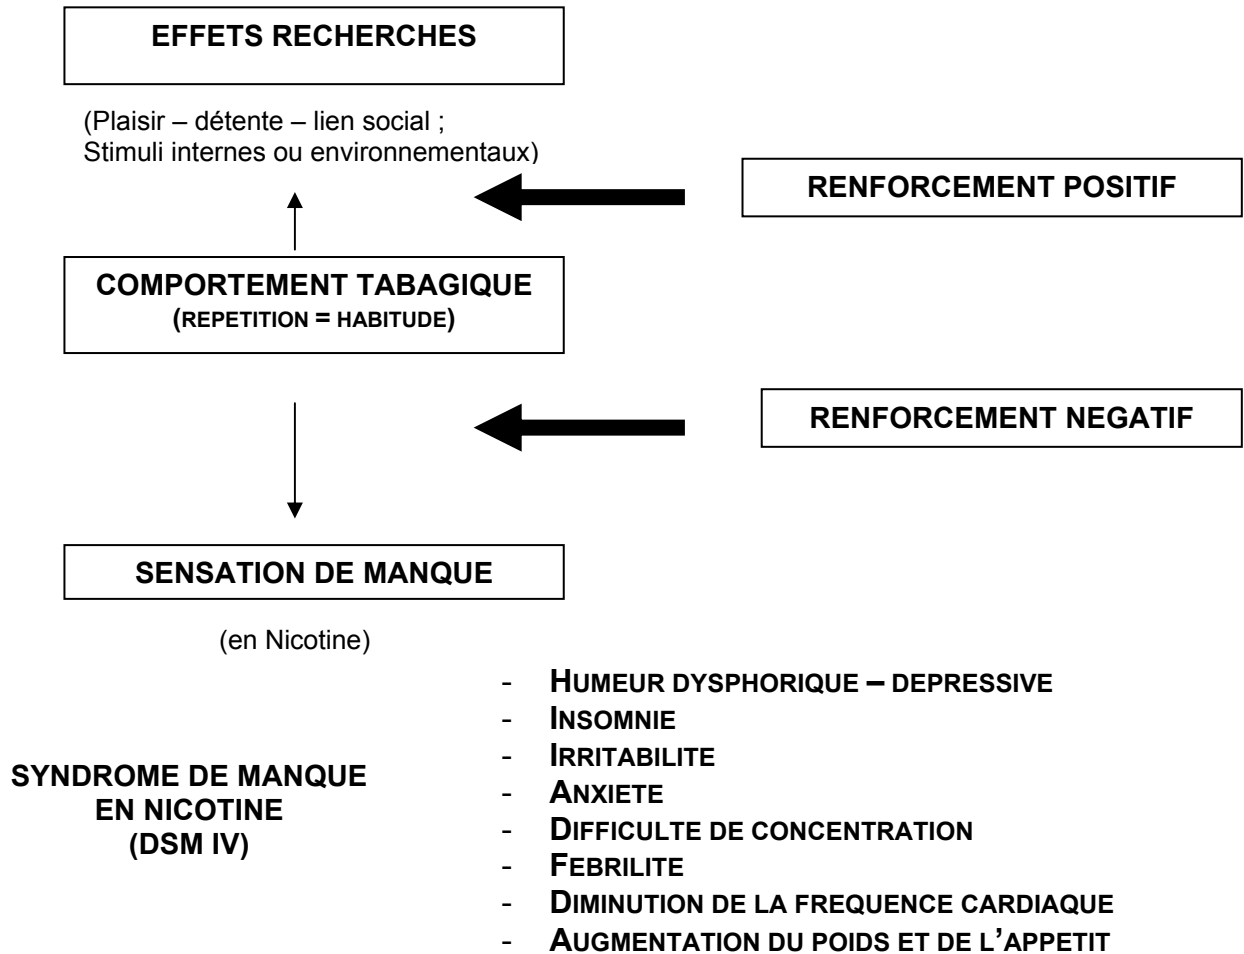 EFFETS RECHERCHES
(Plaisir – détente – lien social ;
Stimuli internes ou environnementaux)
RENFORCEMENT POSITIF
COMPORTEMENT TABAGIQUE
(REPETITION = HABITUDE)
RENFORCEMENT NEGATIF
SENSATION DE MANQUE
(en Nicotine)
SYNDROME DE MANQUE
EN NICOTINE
(DSM IV)
- HUMEUR DYSPHORIQUE – DEPRESSIVE
- INSOMNIE
- IRRITABILITE
- ANXIETE
- DIFFICULTE DE CONCENTRATION
- FEBRILITE
- DIMINUTION DE LA FREQUENCE CARDIAQUE
- AUGMENTATION DU POIDS ET DE L'APPETIT